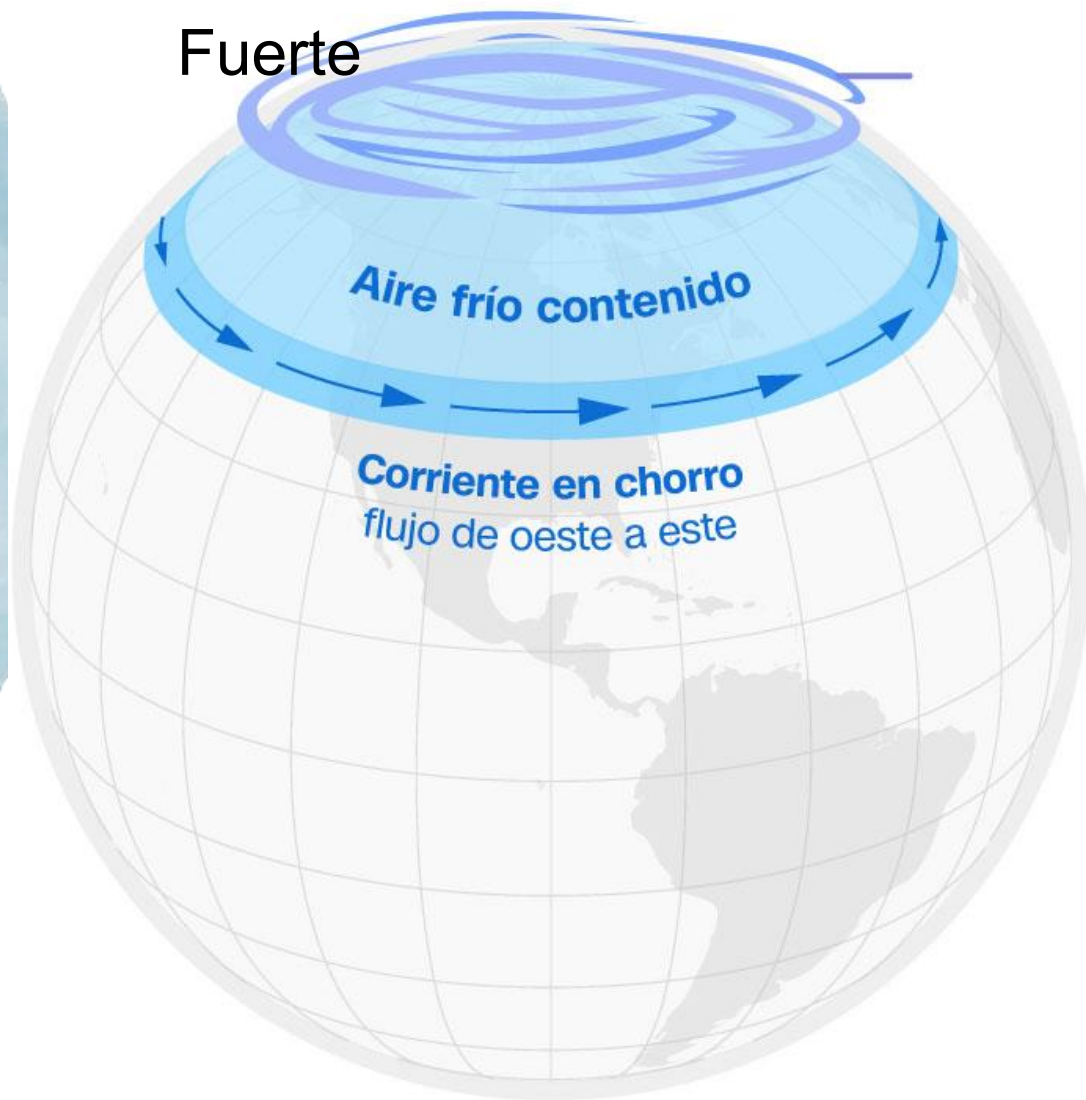 Fuerte
Aire frío contenido
Corriente en chorro
flujo de oeste a este